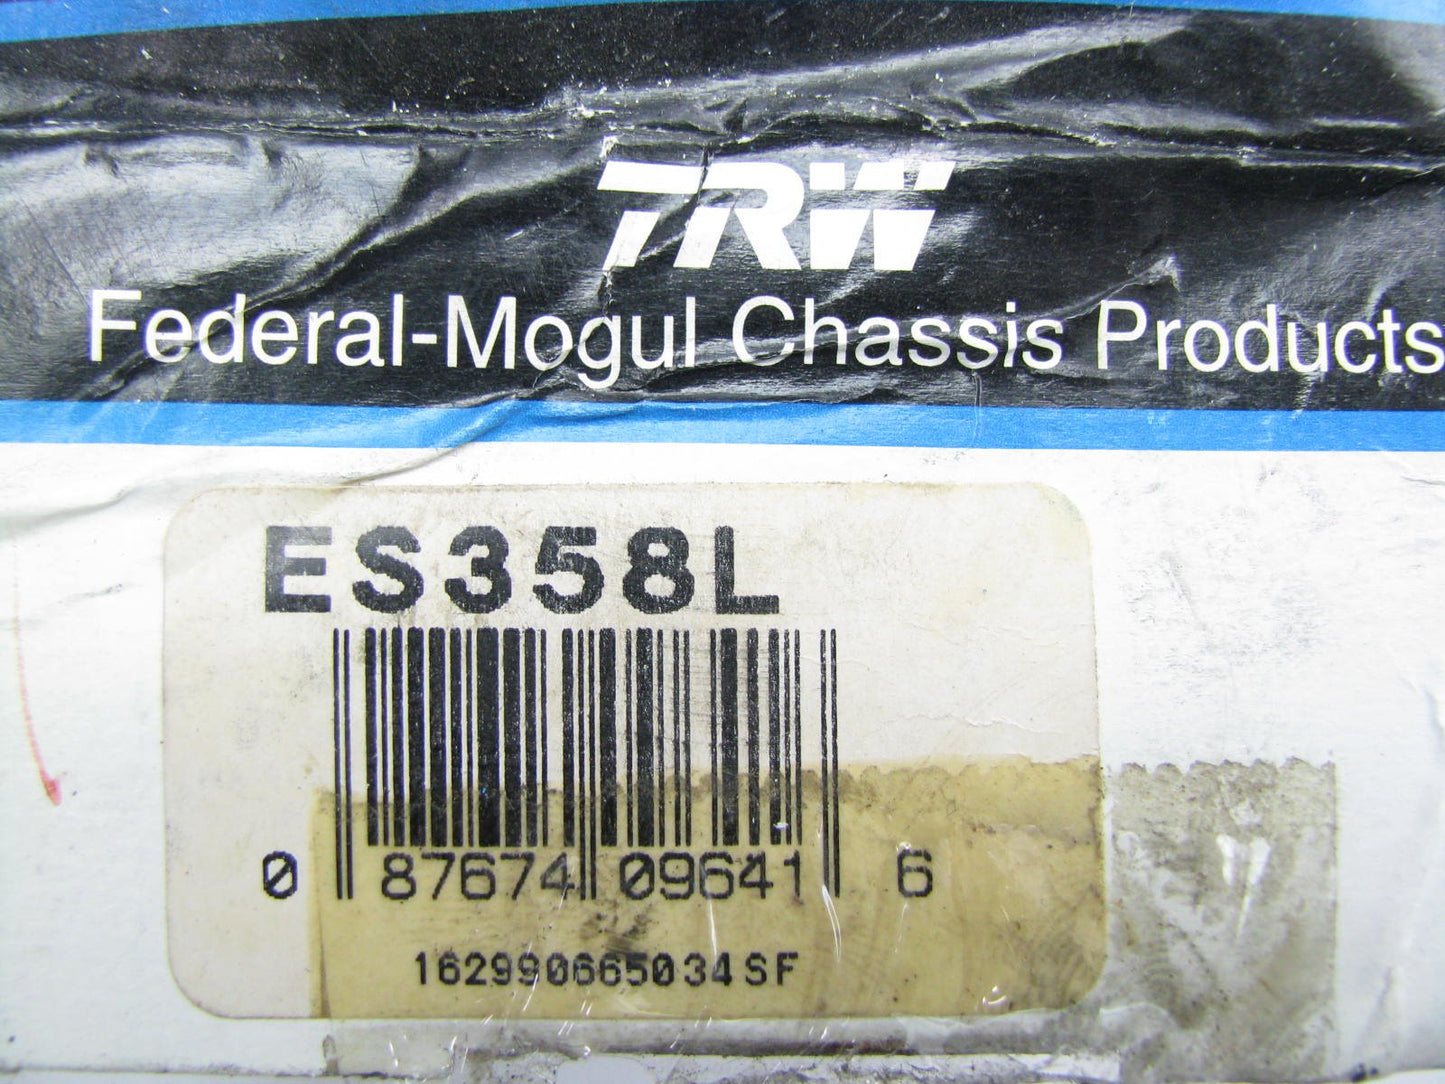 TRW
Federal-Mogul Chassis Products
ES358L
0 87674 09641 6
162990665034SF